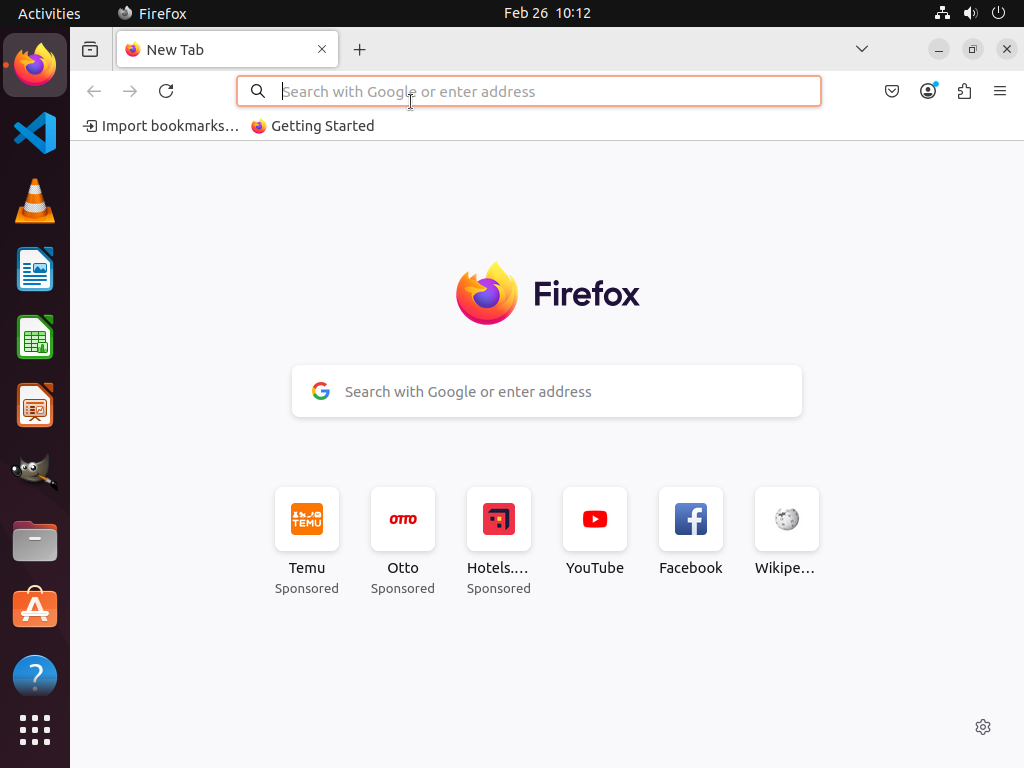 Activities
Firefox
Feb 26 10:12
New Tab
Search with Google or enter address
Import bookmarks…
Getting Started
Firefox
Search with Google or enter address
TEMU
OTTO
Temu
Otto
Hotels.…
YouTube
Facebook
Wikipe…
Sponsored
Sponsored
Sponsored